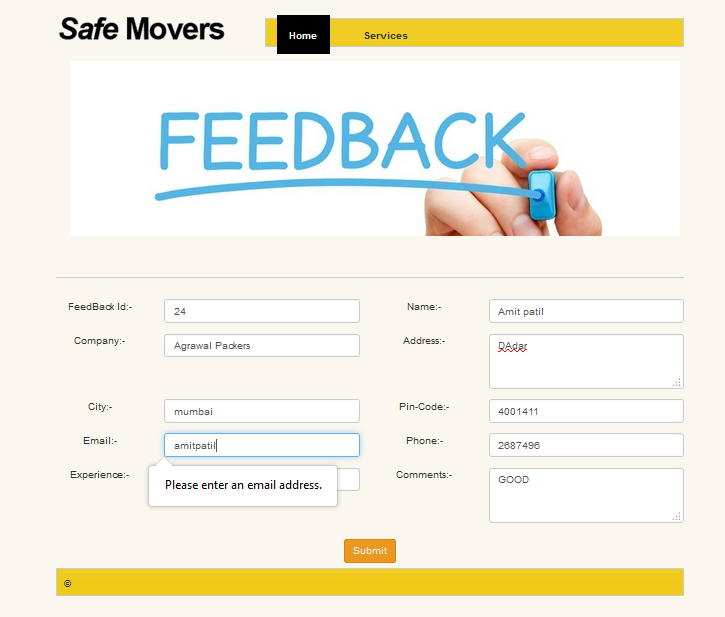 Safe Movers
Home Services
FEEDBACK
FeedBack Id:- 24 Name:- Amit patil
Company:- Agrawal Packers Address:- DAdar
City:- mumbai Pin-Code:- 4001411
Email:- amitpatil Phone:- 2687496
Experience:- Comments:- GOOD
Please enter an email address.
Submit
©